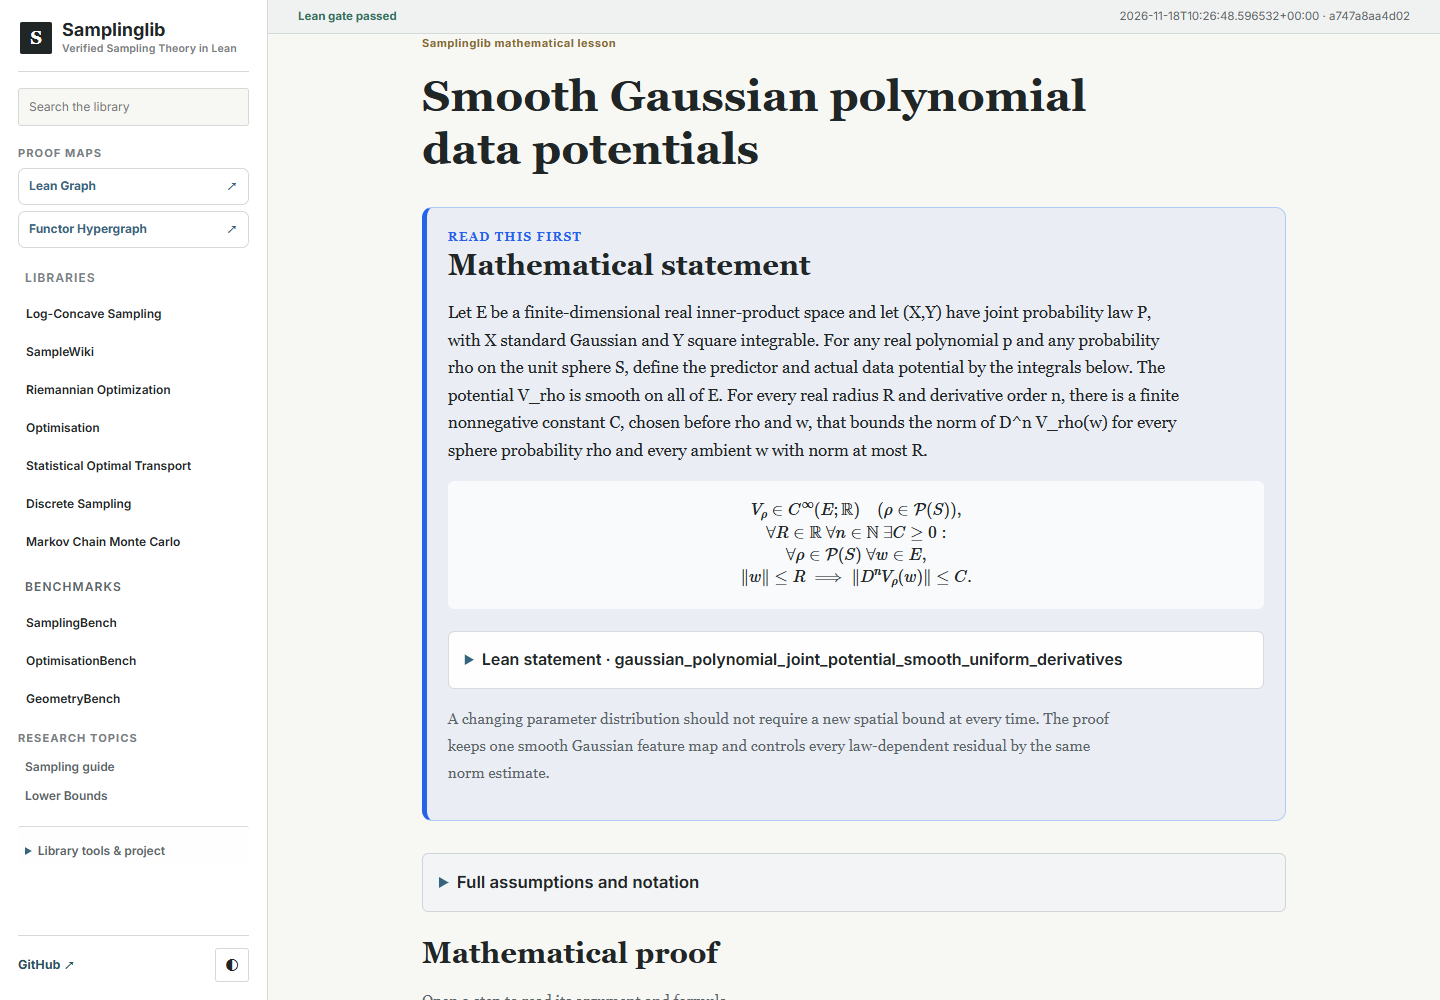 S
Samplinglib
Verified Sampling Theory in Lean
Search the library
PROOF MAPS
Lean Graph ↗
Functor Hypergraph ↗
LIBRARIES
Log-Concave Sampling
SampleWiki
Riemannian Optimization
Optimisation
Statistical Optimal Transport
Discrete Sampling
Markov Chain Monte Carlo
BENCHMARKS
SamplingBench
OptimisationBench
GeometryBench
RESEARCH TOPICS
Sampling guide
Lower Bounds
▶ Library tools & project
GitHub ↗
Lean gate passed
2026-11-18T10:26:48.596532+00:00 · a747a8aa4d02
Samplinglib mathematical lesson
Smooth Gaussian polynomial
data potentials
READ THIS FIRST
Mathematical statement
Let E be a finite-dimensional real inner-product space and let (X,Y) have joint probability law P,
with X standard Gaussian and Y square integrable. For any real polynomial p and any probability
rho on the unit sphere S, define the predictor and actual data potential by the integrals below. The
potential V_rho is smooth on all of E. For every real radius R and derivative order n, there is a finite
nonnegative constant C, chosen before rho and w, that bounds the norm of D^n V_rho(w) for every
sphere probability rho and every ambient w with norm at most R.
V_ρ ∈ C^∞(E; ℝ) (ρ ∈ 𝒫(S)),
∀R ∈ ℝ ∀n ∈ ℕ ∃C ≥ 0 :
∀ρ ∈ 𝒫(S) ∀w ∈ E,
‖w‖ ≤ R ⟹ ‖D^n V_ρ(w)‖ ≤ C.
▶ Lean statement · gaussian_polynomial_joint_potential_smooth_uniform_derivatives
A changing parameter distribution should not require a new spatial bound at every time. The proof
keeps one smooth Gaussian feature map and controls every law-dependent residual by the same
norm estimate.
▶ Full assumptions and notation
Mathematical proof
Open a step to read its argument and formula.